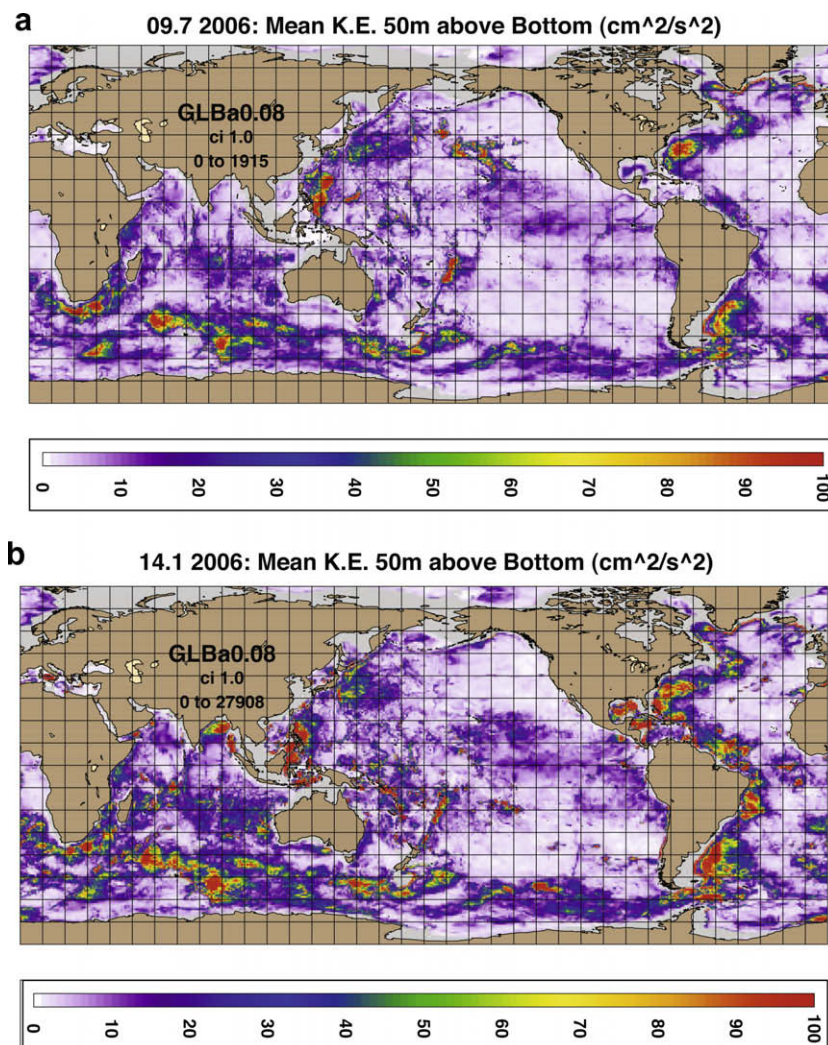 a
09.7 2006: Mean K.E. 50m above Bottom (cm^2/s^2)
GLBa0.08
ci 1.0
0 to 1915
0 10 20 30 40 50 60 70 80 90 100
b
14.1 2006: Mean K.E. 50m above Bottom (cm^2/s^2)
GLBa0.08
ci 1.0
0 to 27908
0 10 20 30 40 50 60 70 80 90 100